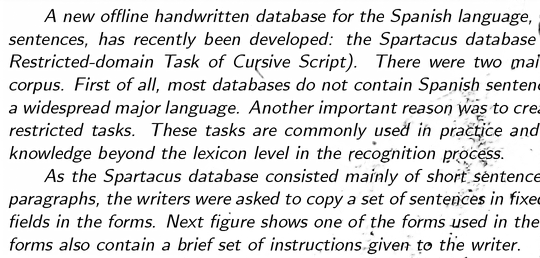 A new offline handwritten database for the Spanish language,
sentences, has recently been developed: the Spartacus database
Restricted-domain Task of Cursive Script). There were two mai
corpus. First of all, most databases do not contain Spanish senten
a widespread major language. Another important reason was to crea
restricted tasks. These tasks are commonly used in practice and
knowledge beyond the lexicon level in the recognition process.
As the Spartacus database consisted mainly of short sentence
paragraphs, the writers were asked to copy a set of sentences in fixed
fields in the forms. Next figure shows one of the forms used in the
forms also contain a brief set of instructions given to the writer.